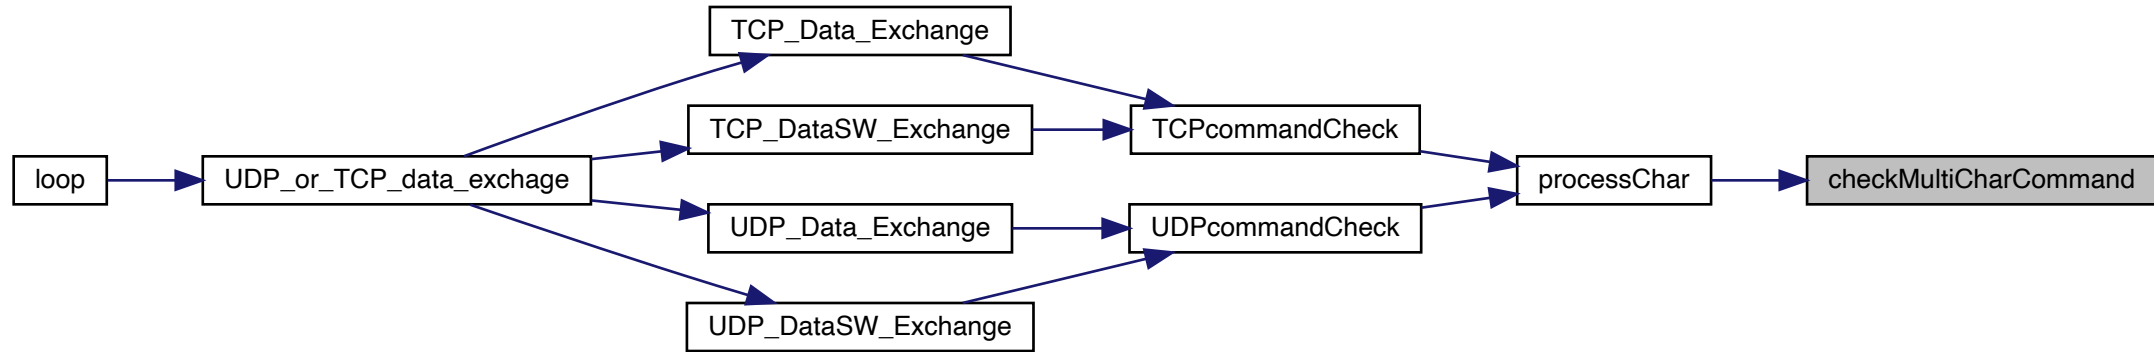 loop
UDP_or_TCP_data_exchage
TCP_Data_Exchange
TCP_DataSW_Exchange
UDP_Data_Exchange
UDP_DataSW_Exchange
TCPcommandCheck
UDPcommandCheck
processChar
checkMultiCharCommand